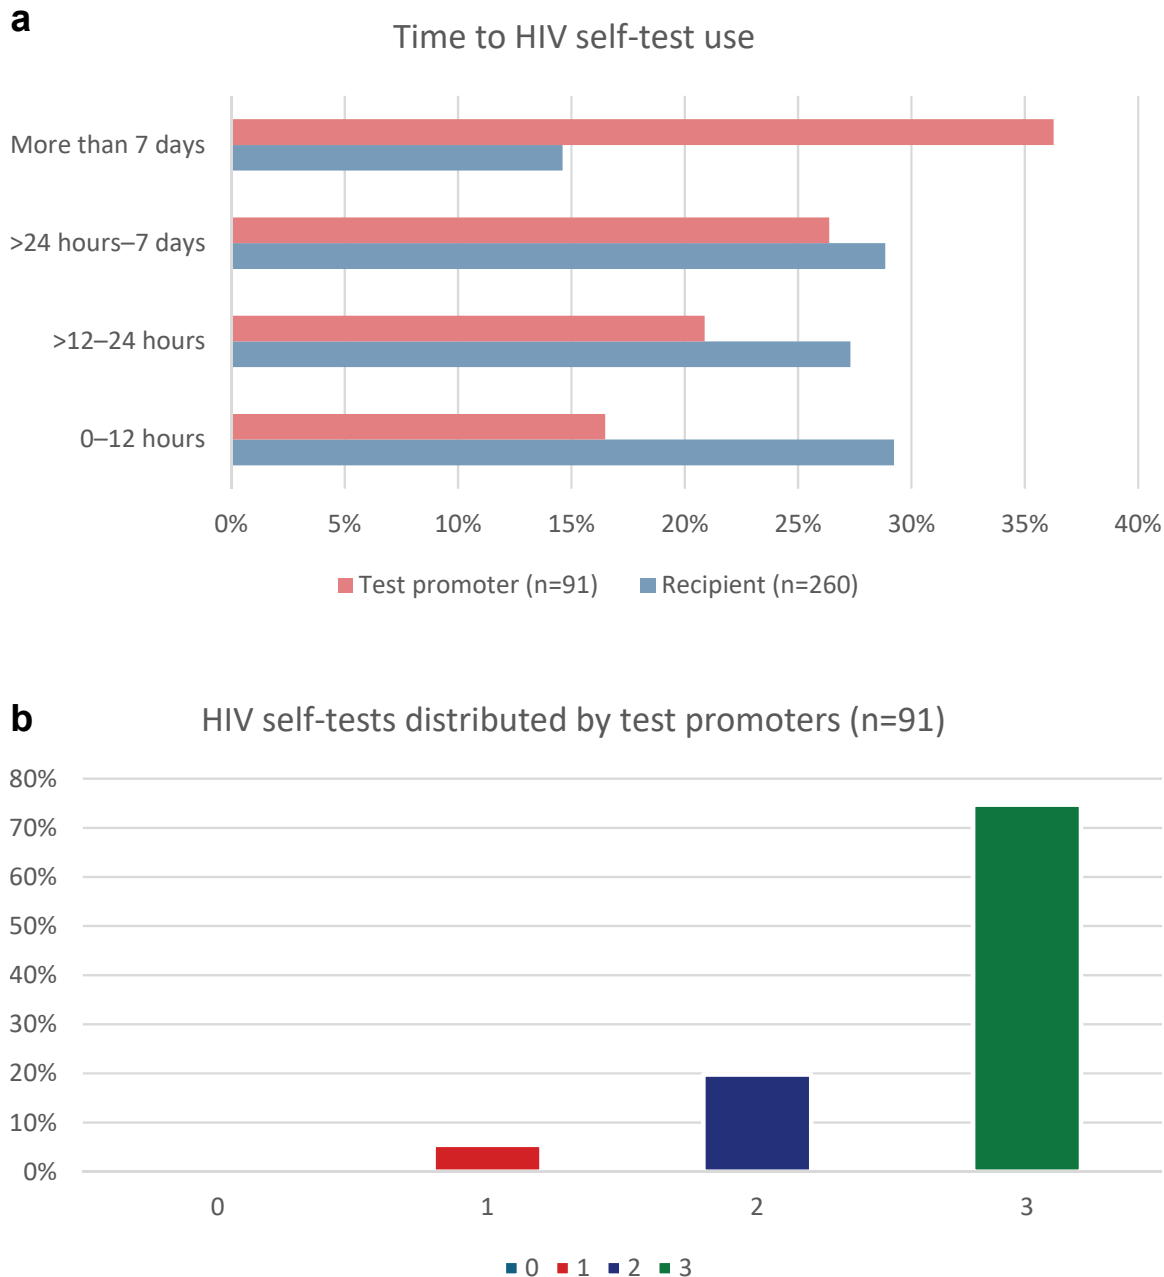 a
Time to HIV self-test use
More than 7 days
>24 hours–7 days
>12–24 hours
0–12 hours
0% 5% 10% 15% 20% 25% 30% 35% 40%
Test promoter (n=91) Recipient (n=260)
b
HIV self-tests distributed by test promoters (n=91)
80%
70%
60%
50%
40%
30%
20%
10%
0%
0 1 2 3
0 1 2 3